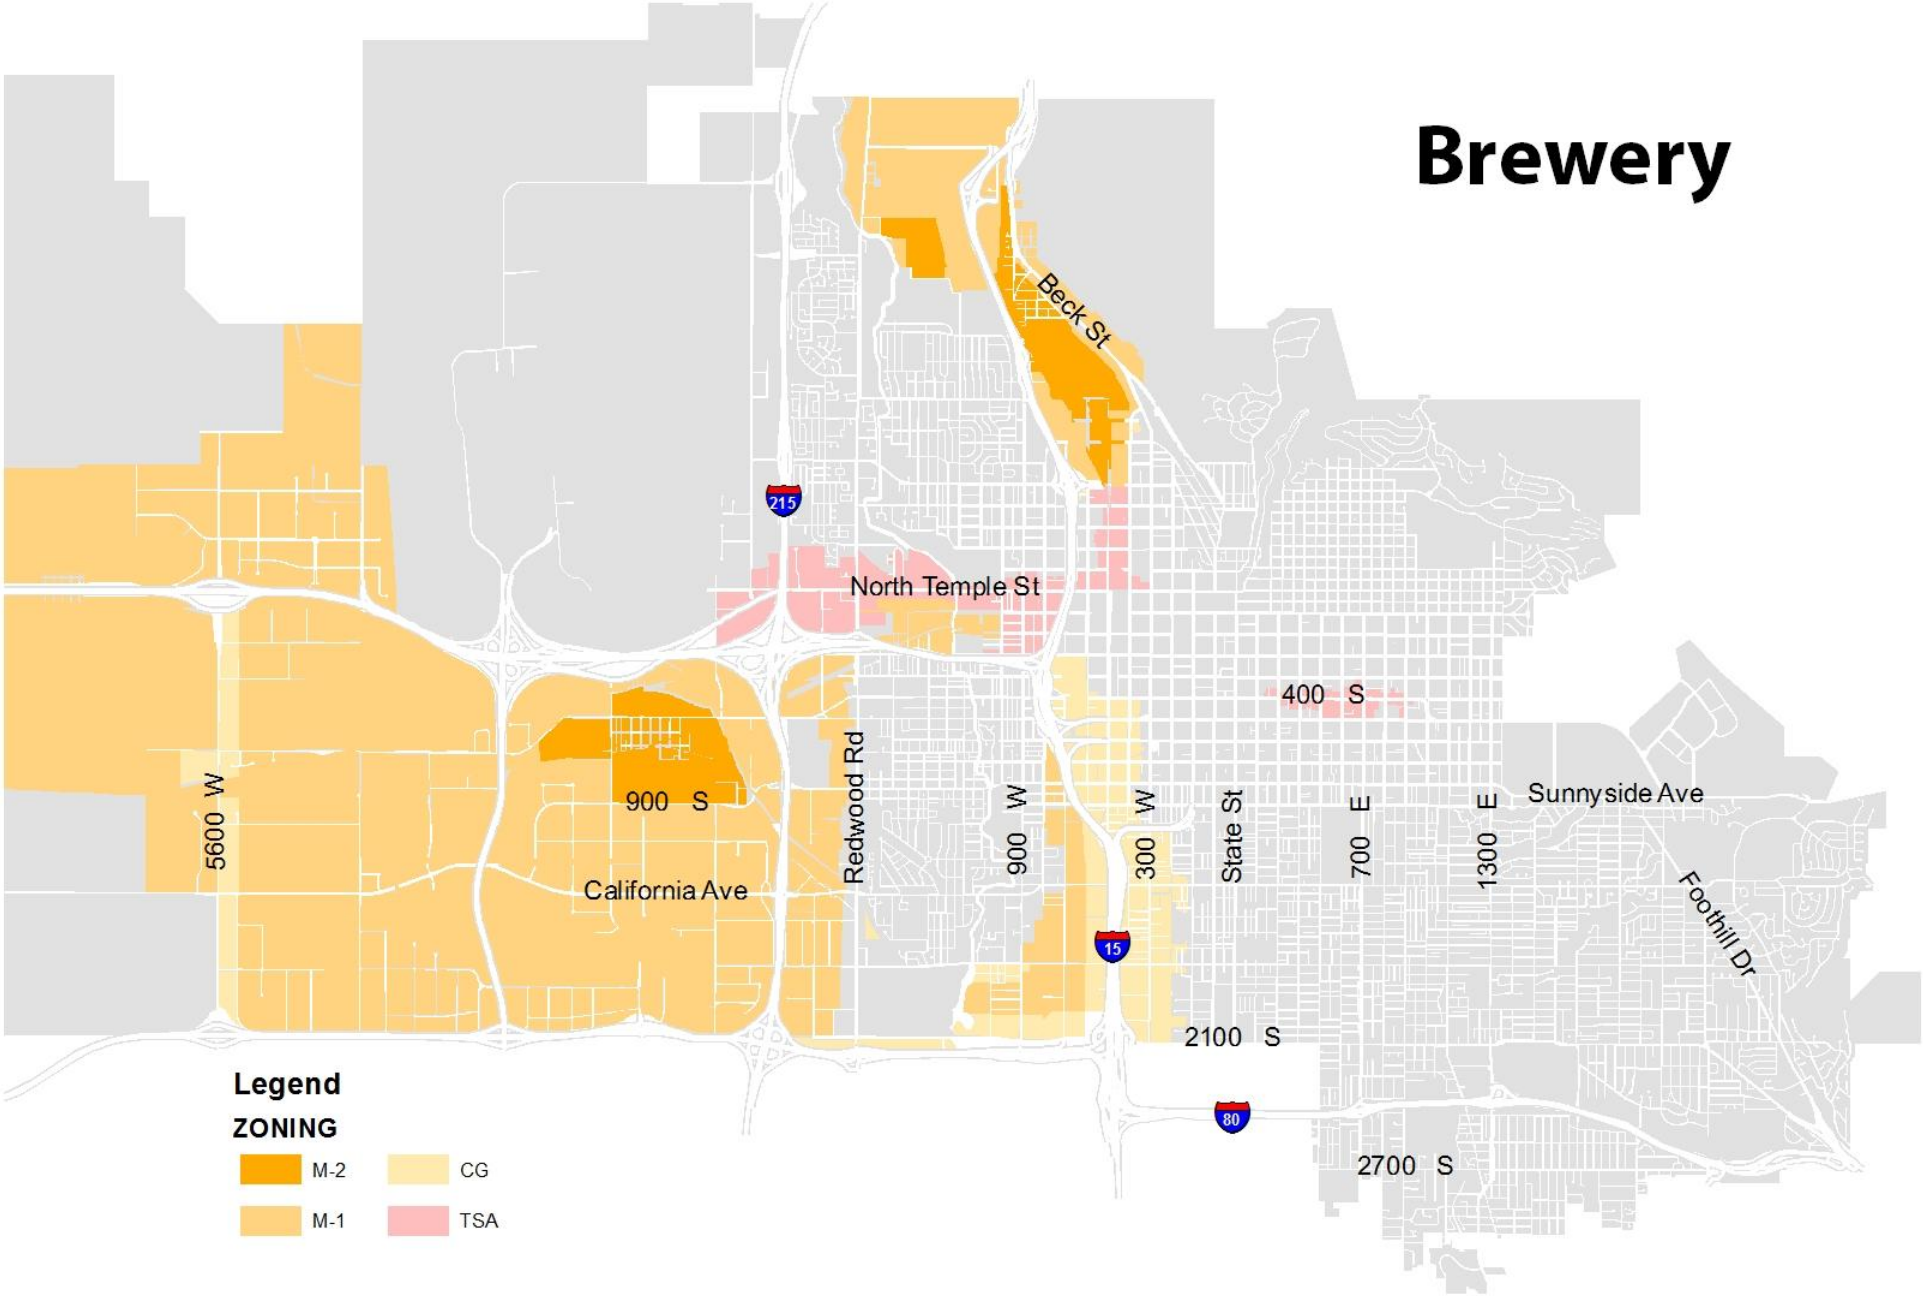 Brewery
Beck St
215
North Temple St
400 S
5600 W
900 S
Redwood Rd
900 W
300 W
State St
700 E
1300 E
Sunnyside Ave
California Ave
Foothill Dr
15
2100 S
80
2700 S
Legend
ZONING
M-2
CG
M-1
TSA